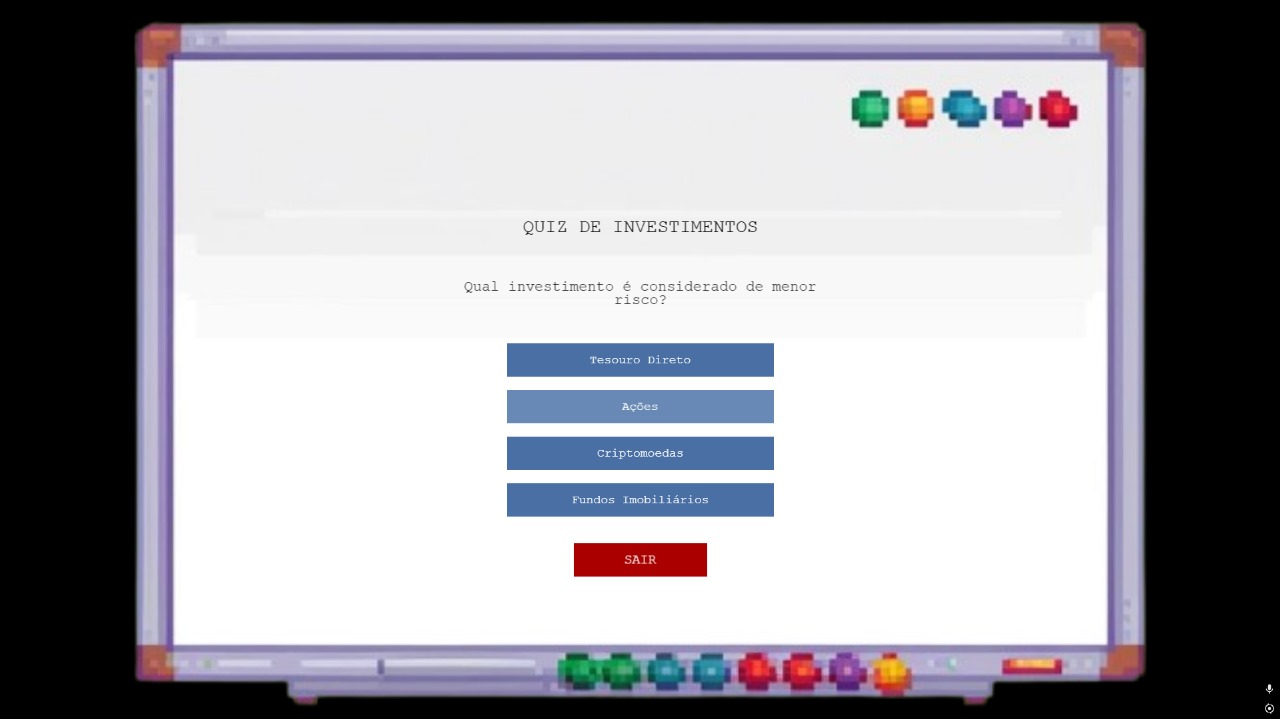 QUIZ DE INVESTIMENTOS
Qual investimento é considerado de menor
risco?
Tesouro Direto
Ações
Criptomoedas
Fundos Imobiliários
SAIR